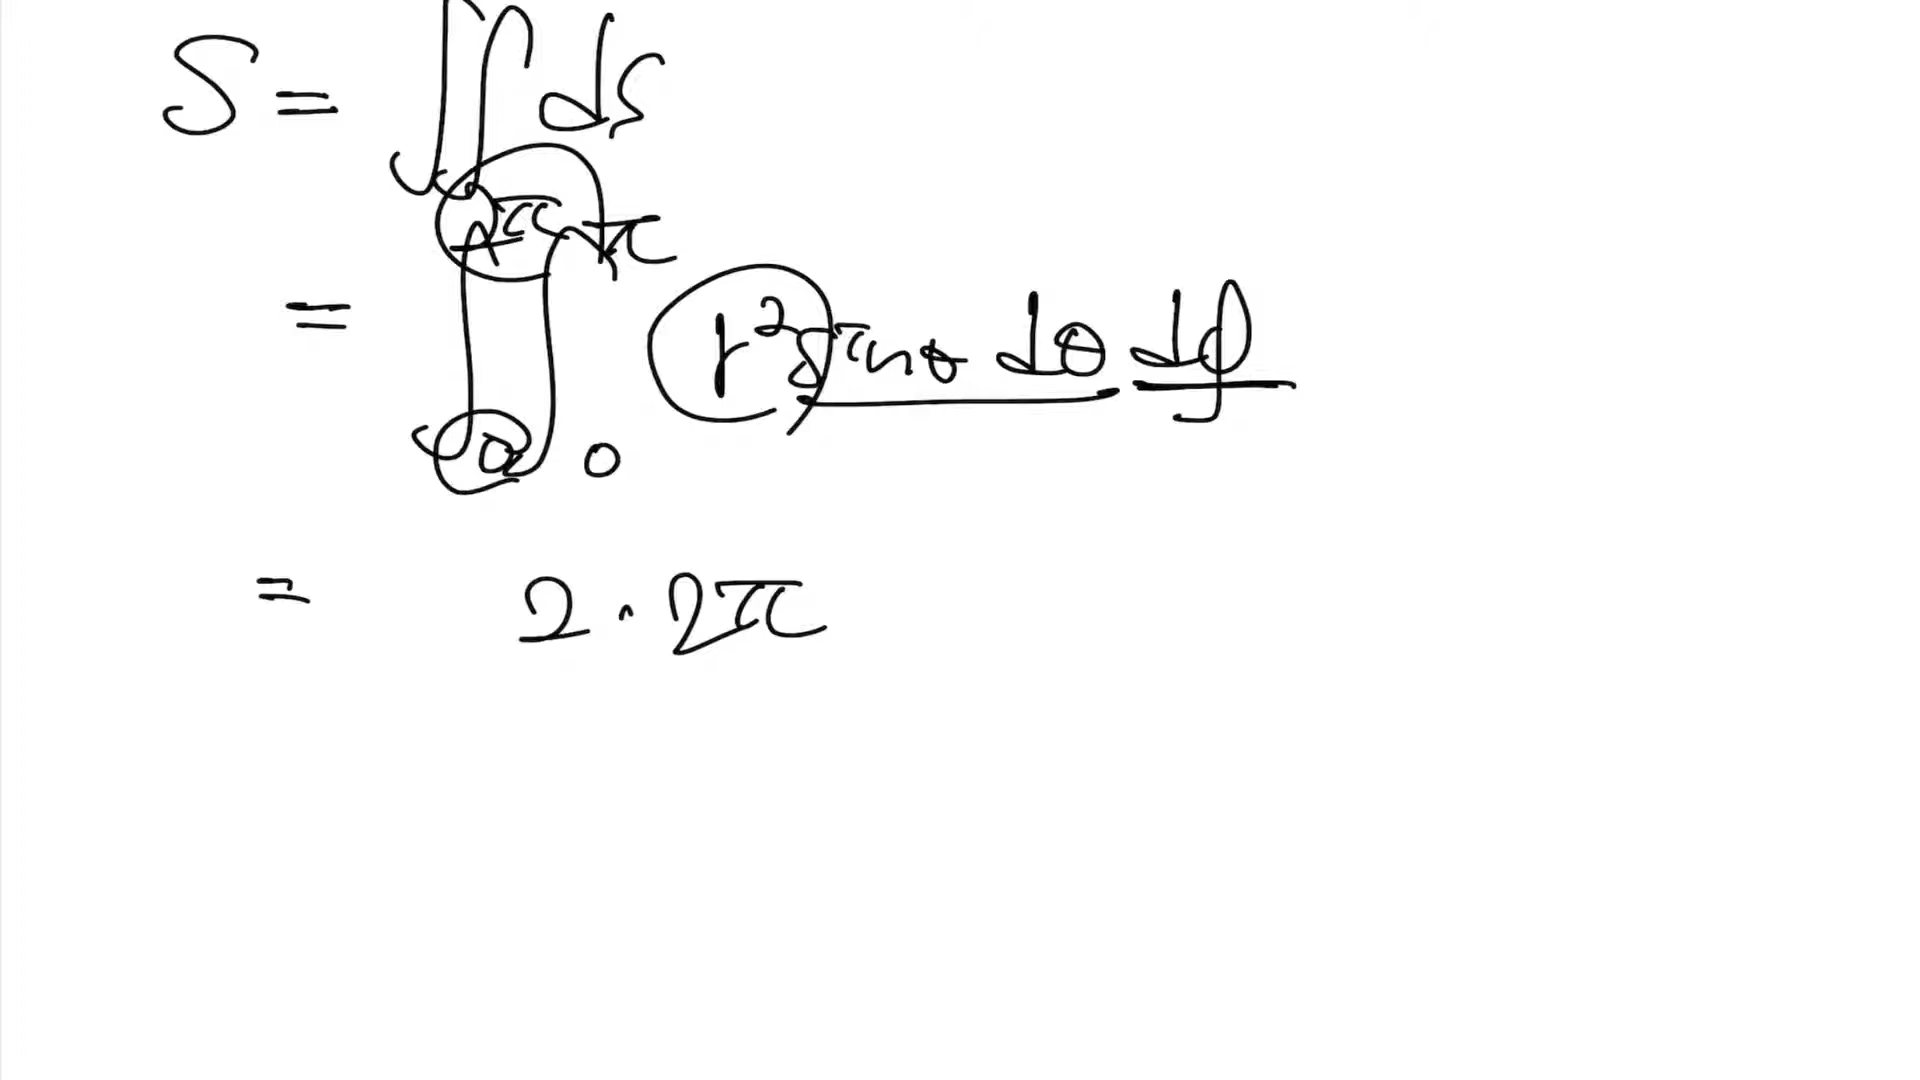 S = ∬ ds
= ∫₀^2π ∫₀^π r² sinθ dθ dφ
= 2 · 2π